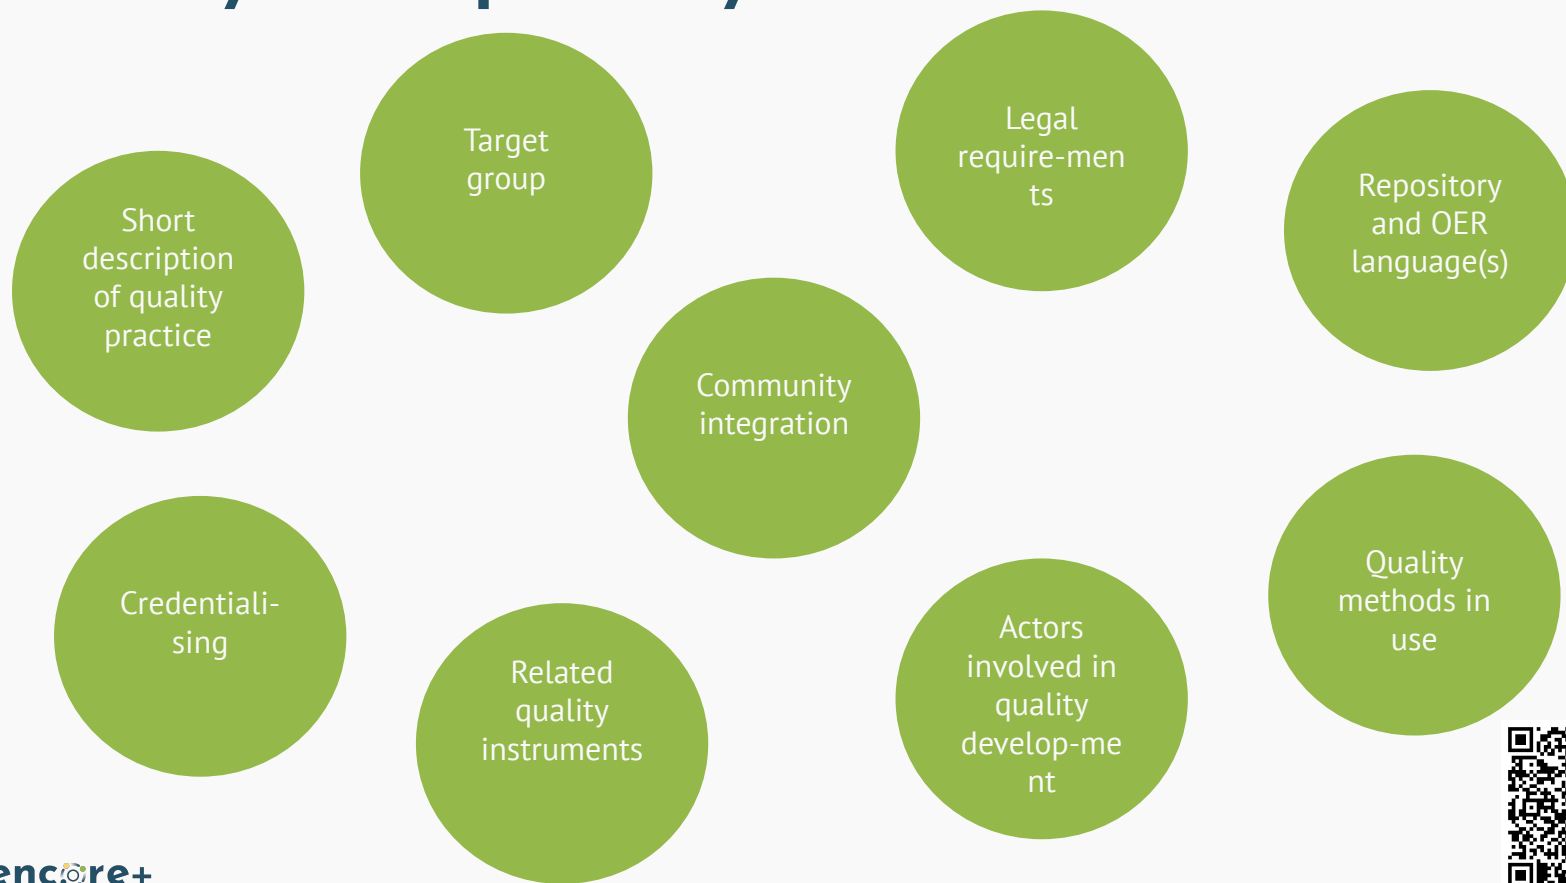 Target
group
Legal
require-men
ts
Repository
and OER
language(s)
Short
description
of quality
practice
Community
integration
Credentiali-
sing
Related
quality
instruments
Actors
involved in
quality
develop-me
nt
Quality
methods in
use
encore+